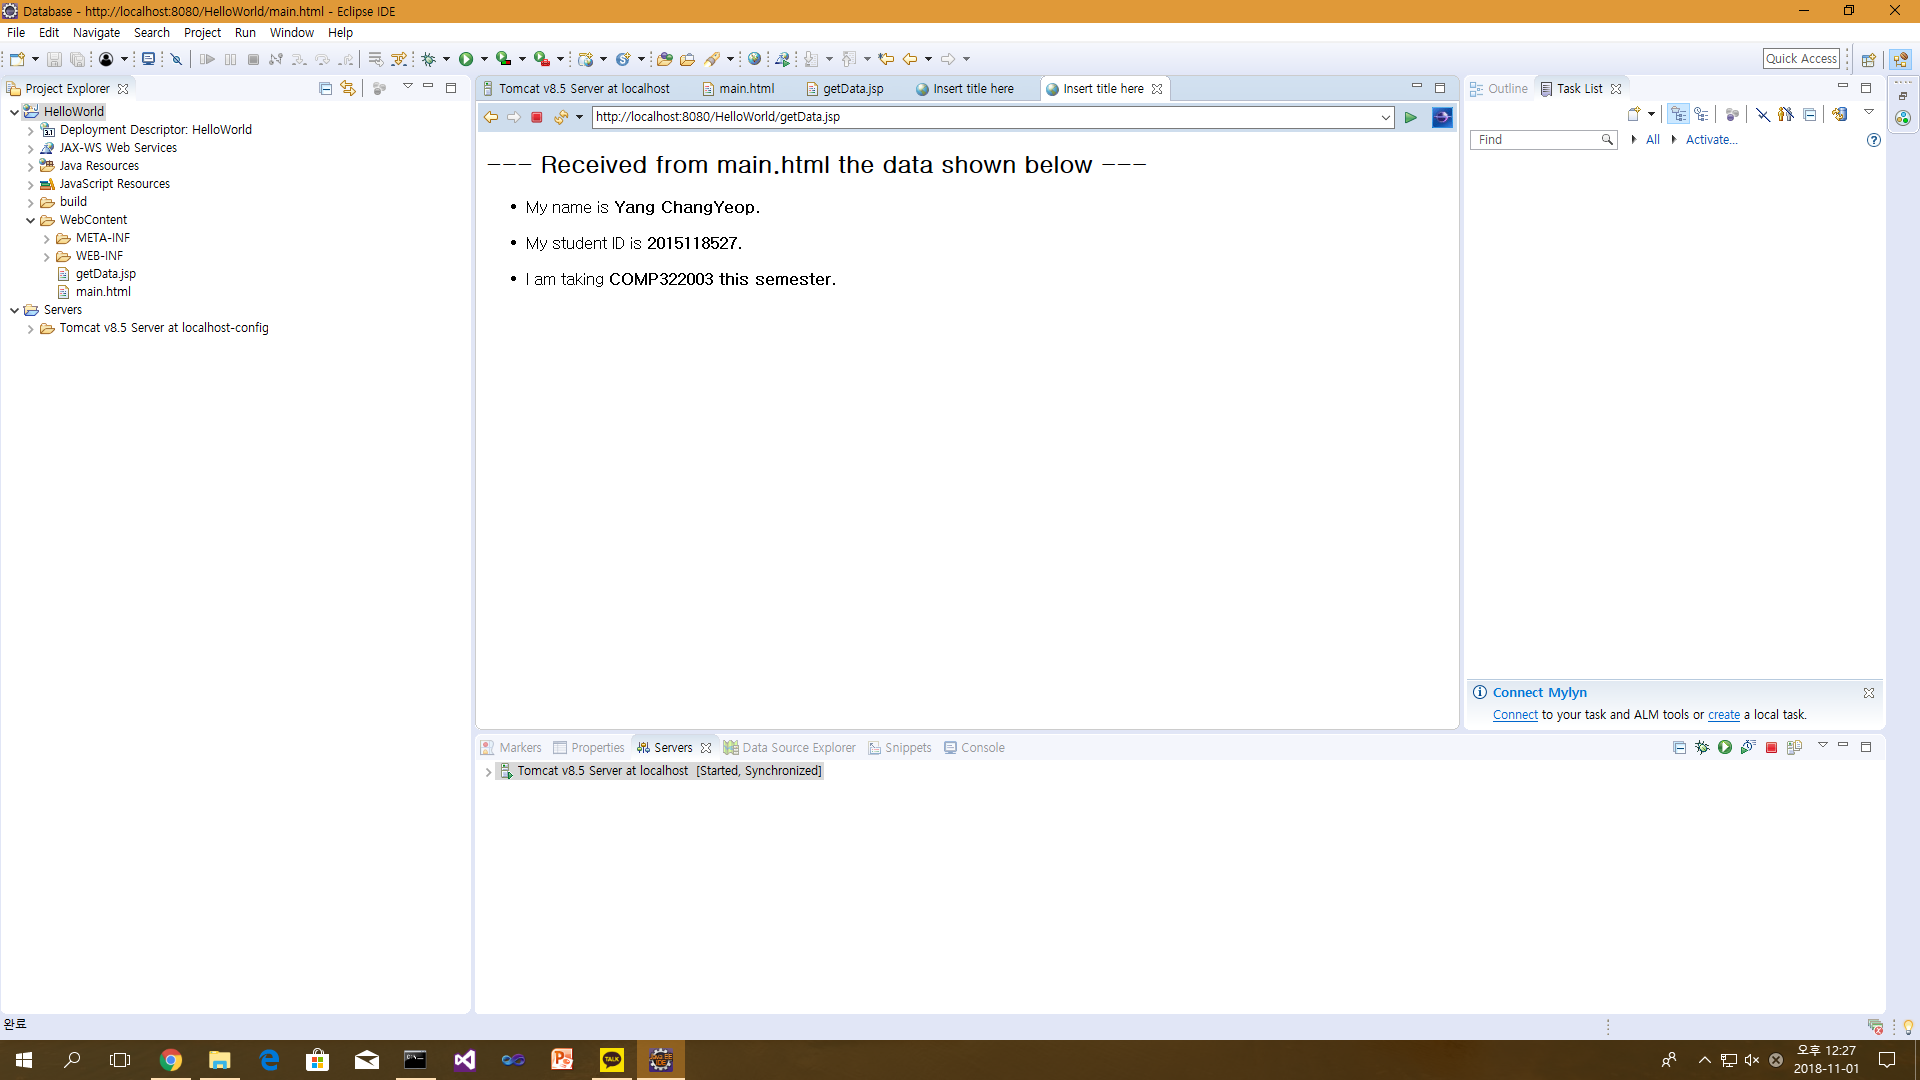 Database - http://localhost:8080/HelloWorld/main.html - Eclipse IDE
File Edit Navigate Search Project Run Window Help
Quick Access
Project Explorer
HelloWorld
Deployment Descriptor: HelloWorld
JAX-WS Web Services
Java Resources
JavaScript Resources
build
WebContent
META-INF
WEB-INF
getData.jsp
main.html
Servers
Tomcat v8.5 Server at localhost-config
Tomcat v8.5 Server at localhost main.html getData.jsp Insert title here Insert title here
http://localhost:8080/HelloWorld/getData.jsp
--- Received from main.html the data shown below ---
• My name is Yang ChangYeop.
• My student ID is 2015118527.
• I am taking COMP322003 this semester.
Outline Task List
Find All Activate...
Connect Mylyn
Connect to your task and ALM tools or create a local task.
Markers Properties Servers Data Source Explorer Snippets Console
Tomcat v8.5 Server at localhost [Started, Synchronized]
완료
TALK
오후 12:27
2018-11-01